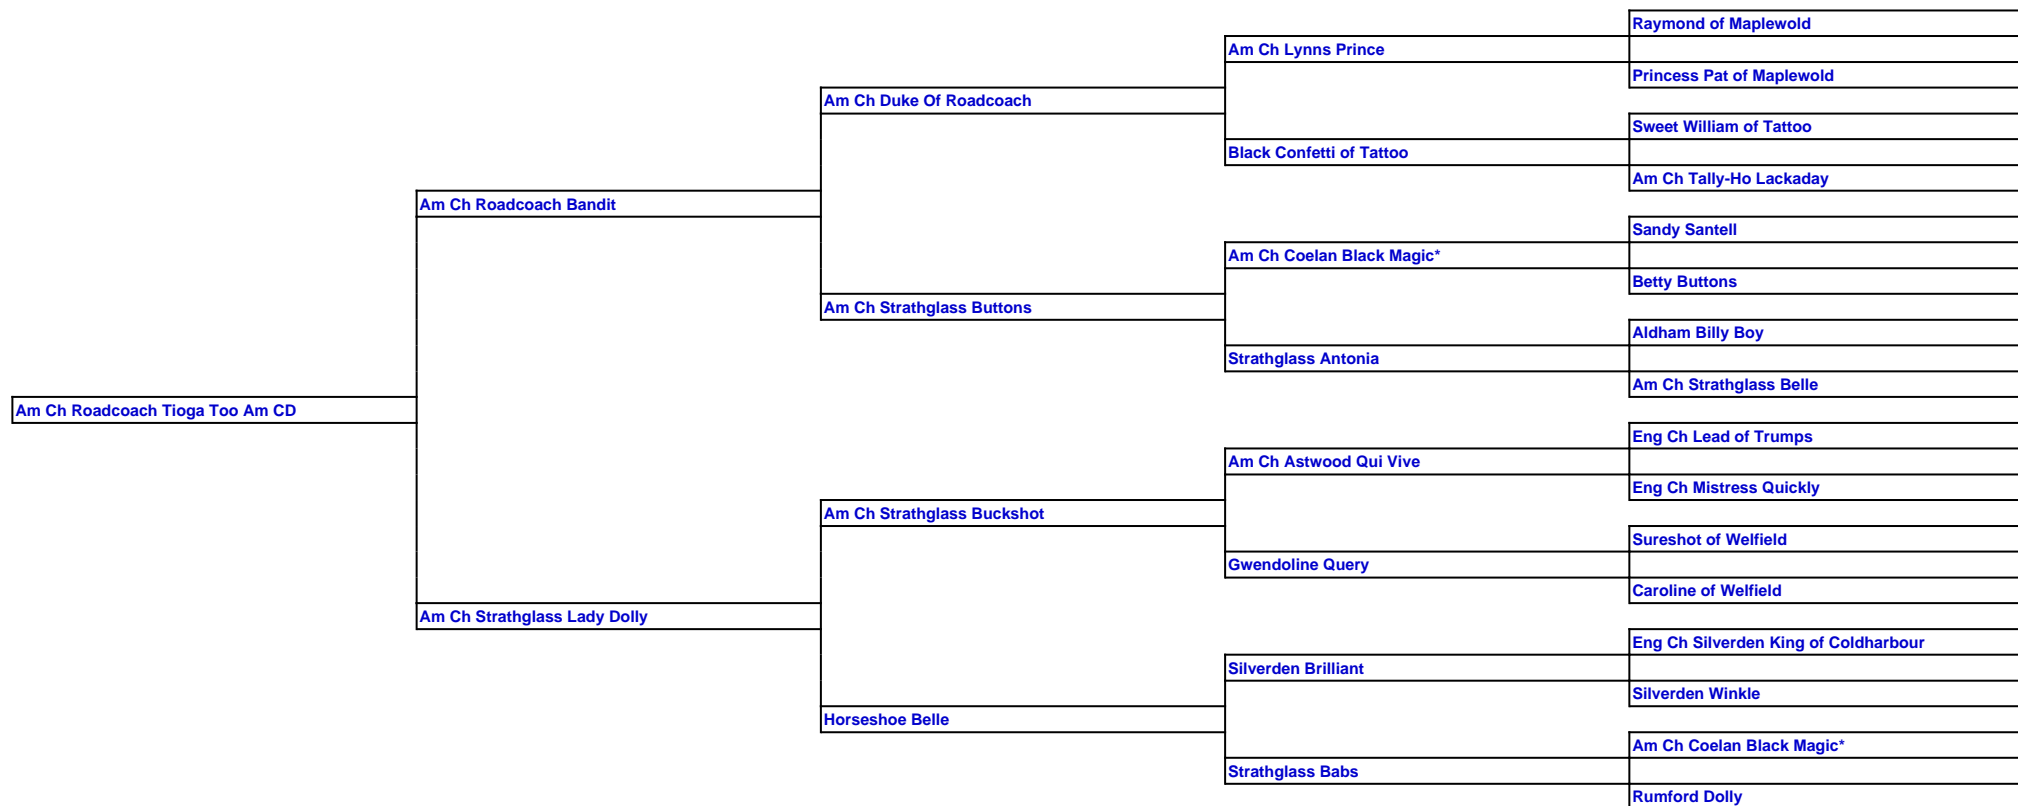 Raymond of Maplewold
Am Ch Lynns Prince
Princess Pat of Maplewold
Am Ch Duke Of Roadcoach
Sweet William of Tattoo
Black Confetti of Tattoo
Am Ch Tally-Ho Lackaday
Am Ch Roadcoach Bandit
Sandy Santell
Am Ch Coelan Black Magic*
Betty Buttons
Am Ch Strathglass Buttons
Aldham Billy Boy
Strathglass Antonia
Am Ch Strathglass Belle
Am Ch Roadcoach Tioga Too Am CD
Eng Ch Lead of Trumps
Am Ch Astwood Qui Vive
Eng Ch Mistress Quickly
Am Ch Strathglass Buckshot
Sureshot of Welfield
Gwendoline Query
Caroline of Welfield
Am Ch Strathglass Lady Dolly
Eng Ch Silverden King of Coldharbour
Silverden Brilliant
Silverden Winkle
Horseshoe Belle
Am Ch Coelan Black Magic*
Strathglass Babs
Rumford Dolly